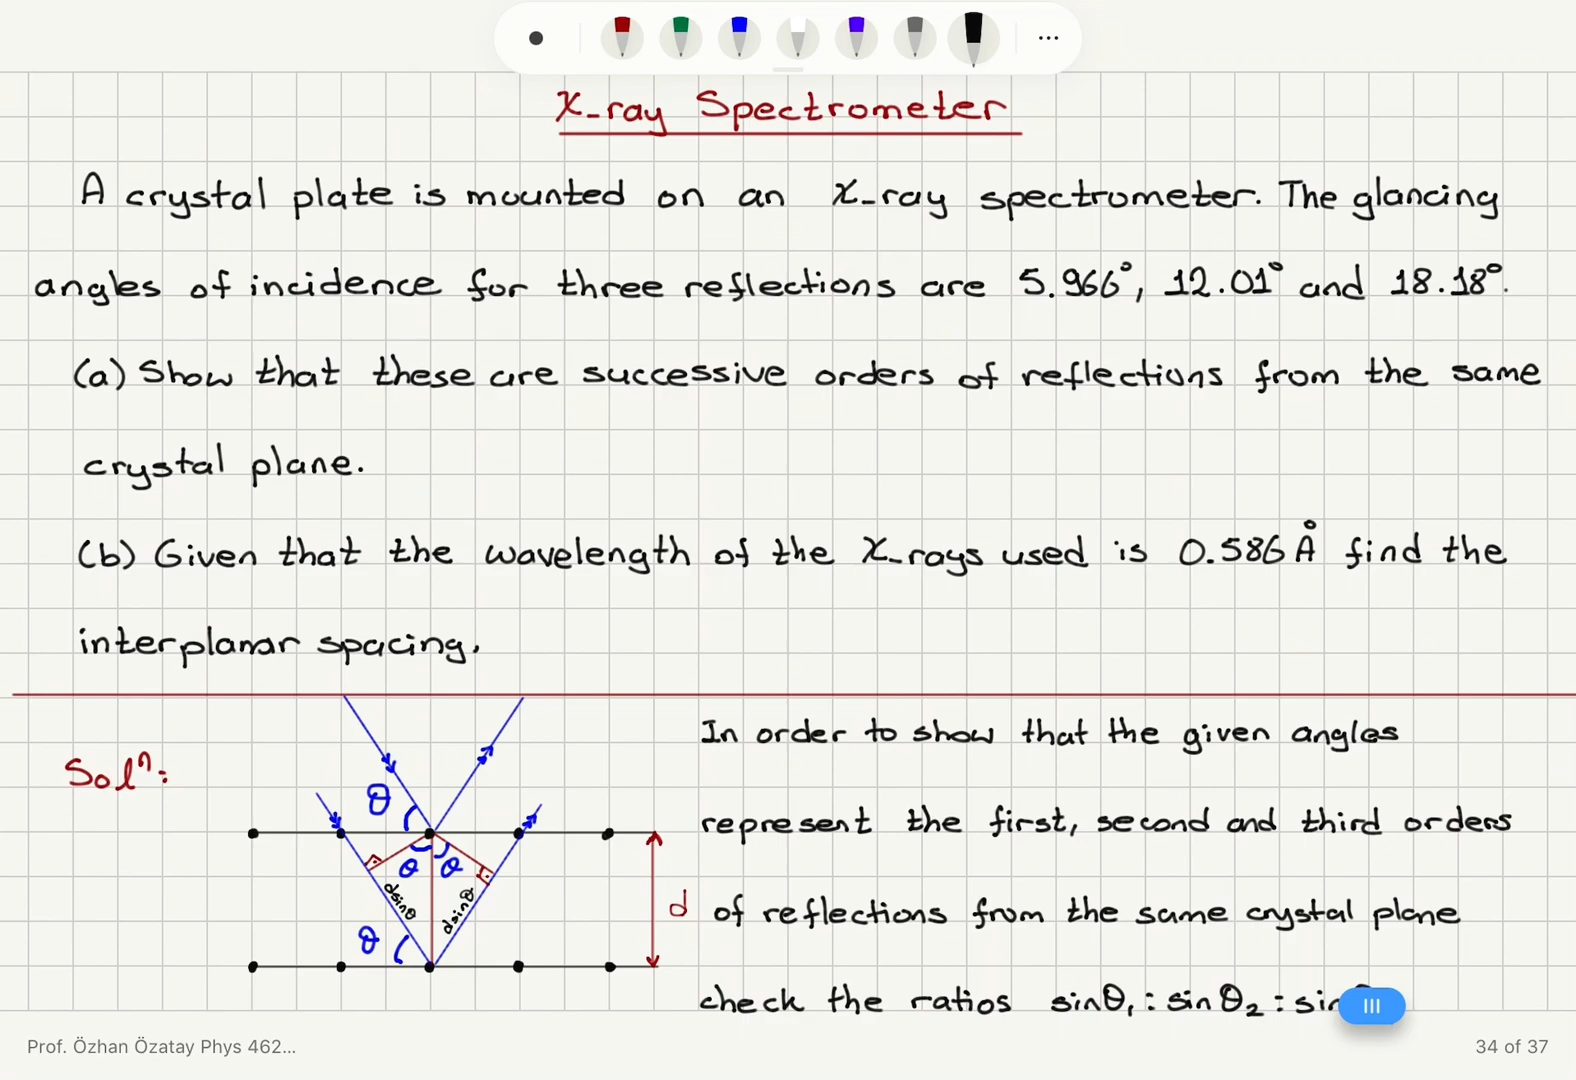 X-ray Spectrometer
A crystal plate is mounted on an X-ray spectrometer. The glancing
angles of incidence for three reflections are 5.966°, 12.01° and 18.18°.
(a) Show that these are successive orders of reflections from the same
crystal plane.
(b) Given that the wavelength of the X-rays used is 0.586 Å find the
interplanar spacing.
Solⁿ:
θ
θ θ
dsinθ dsinθ
θ
d
In order to show that the given angles
represent the first, second and third orders
of reflections from the same crystal plane
check the ratios sinθ₁ : sinθ₂ :
Prof. Özhan Özatay Phys 462...
34 of 37